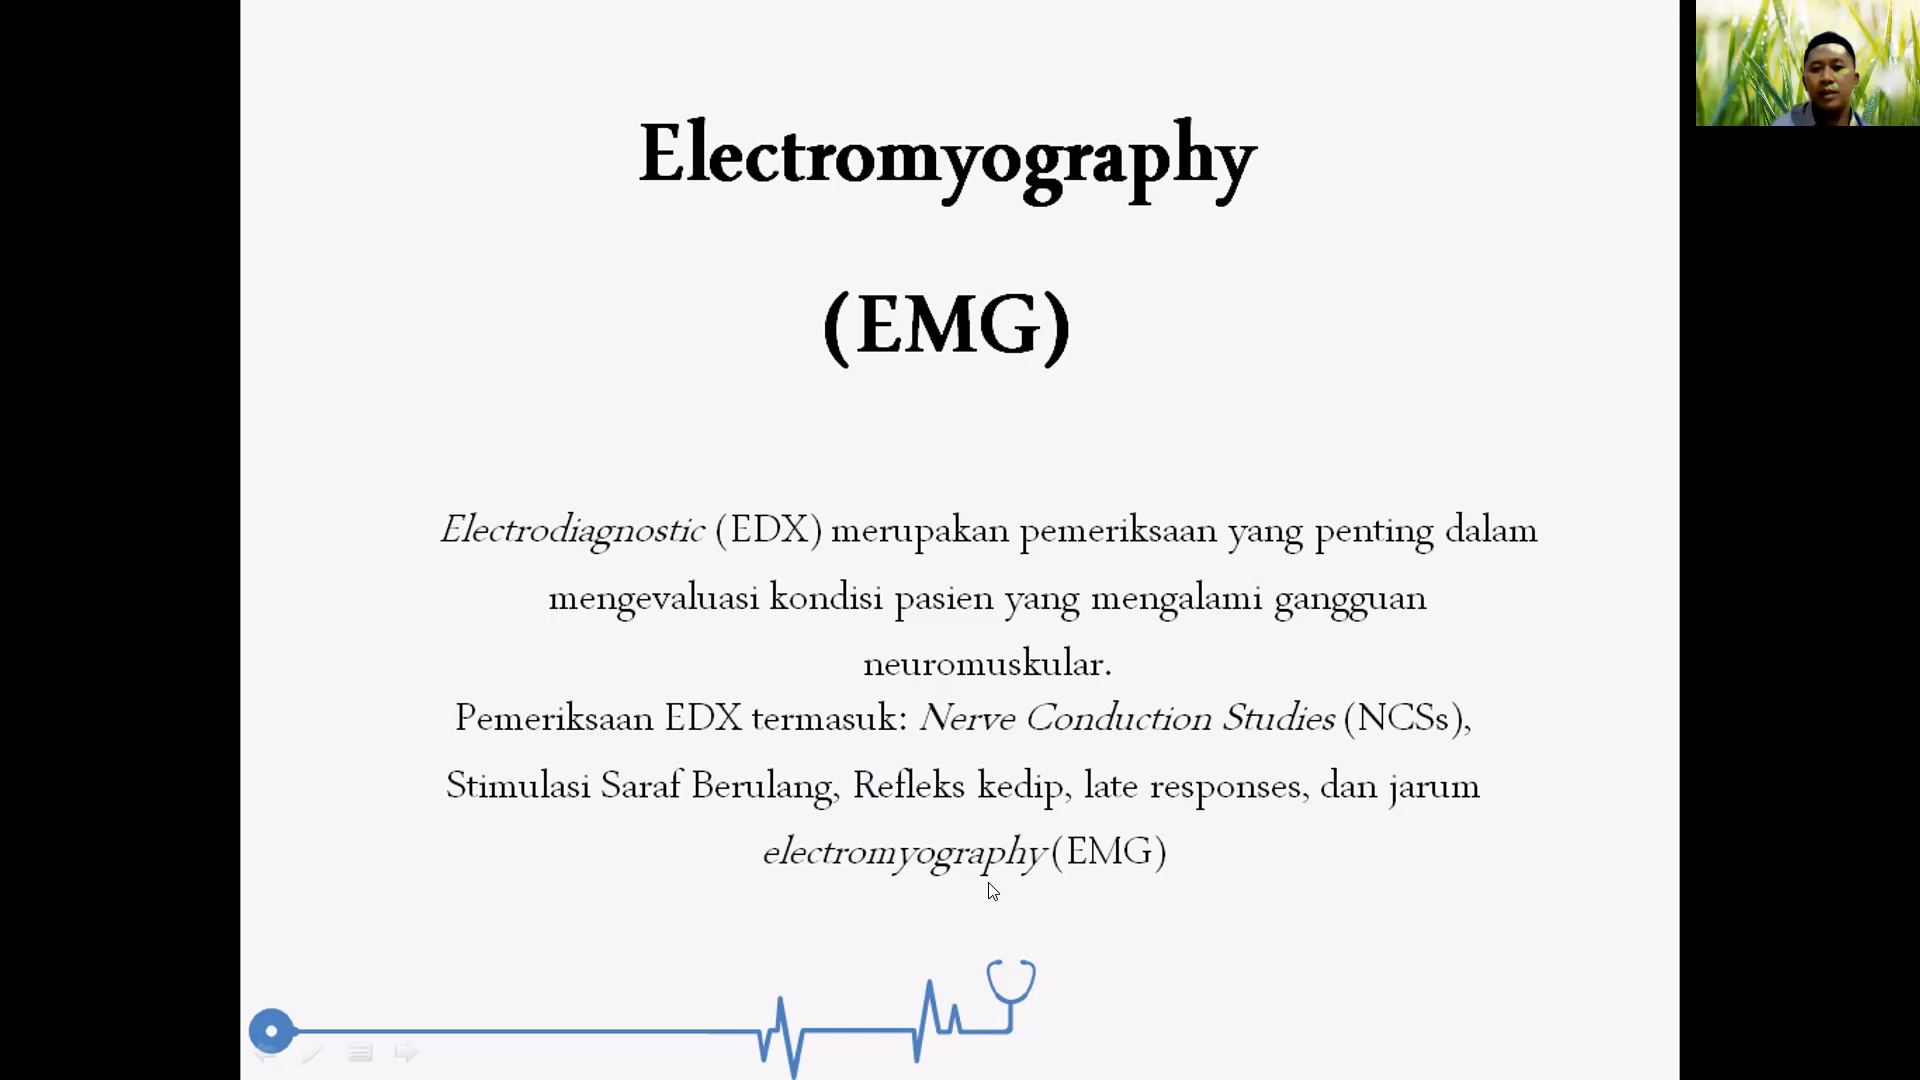 Electromyography
(EMG)
Electrodiagnostic (EDX) merupakan pemeriksaan yang penting dalam
mengevaluasi kondisi pasien yang mengalami gangguan
neuromuskular.
Pemeriksaan EDX termasuk: Nerve Conduction Studies (NCSs),
Stimulasi Saraf Berulang, Refleks kedip, late responses, dan jarum
electromyography (EMG)